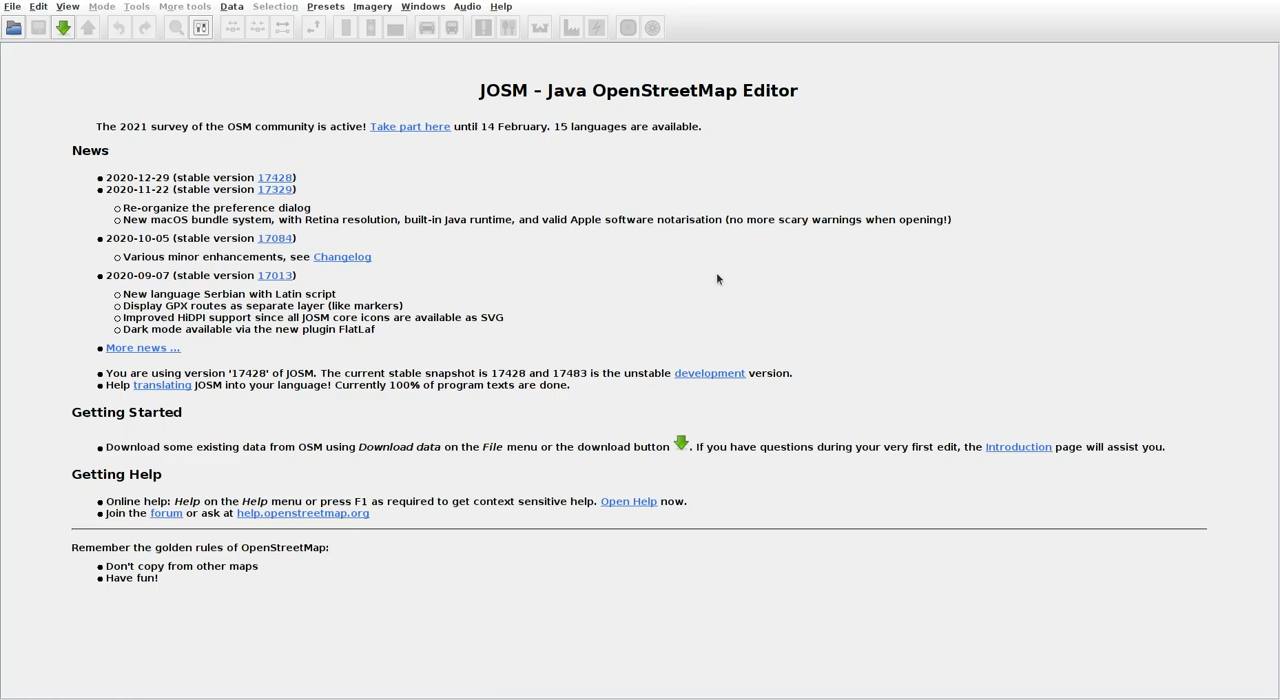 File Edit View Mode Tools More tools Data Selection Presets Imagery Windows Audio Help
JOSM – Java OpenStreetMap Editor
The 2021 survey of the OSM community is active! Take part here until 14 February. 15 languages are available.
News
2020-12-29 (stable version 17428)
2020-11-22 (stable version 17329)
Re-organize the preference dialog
New macOS bundle system, with Retina resolution, built-in Java runtime, and valid Apple software notarisation (no more scary warnings when opening!)
2020-10-05 (stable version 17084)
Various minor enhancements, see Changelog
2020-09-07 (stable version 17013)
New language Serbian with Latin script
Display GPX routes as separate layer (like markers)
Improved HiDPI support since all JOSM core icons are available as SVG
Dark mode available via the new plugin FlatLaf
More news ...
You are using version '17428' of JOSM. The current stable snapshot is 17428 and 17483 is the unstable development version.
Help translating JOSM into your language! Currently 100% of program texts are done.
Getting Started
Download some existing data from OSM using Download data on the File menu or the download button . If you have questions during your very first edit, the Introduction page will assist you.
Getting Help
Online help: Help on the Help menu or press F1 as required to get context sensitive help. Open Help now.
Join the forum or ask at help.openstreetmap.org
Remember the golden rules of OpenStreetMap:
Don't copy from other maps
Have fun!